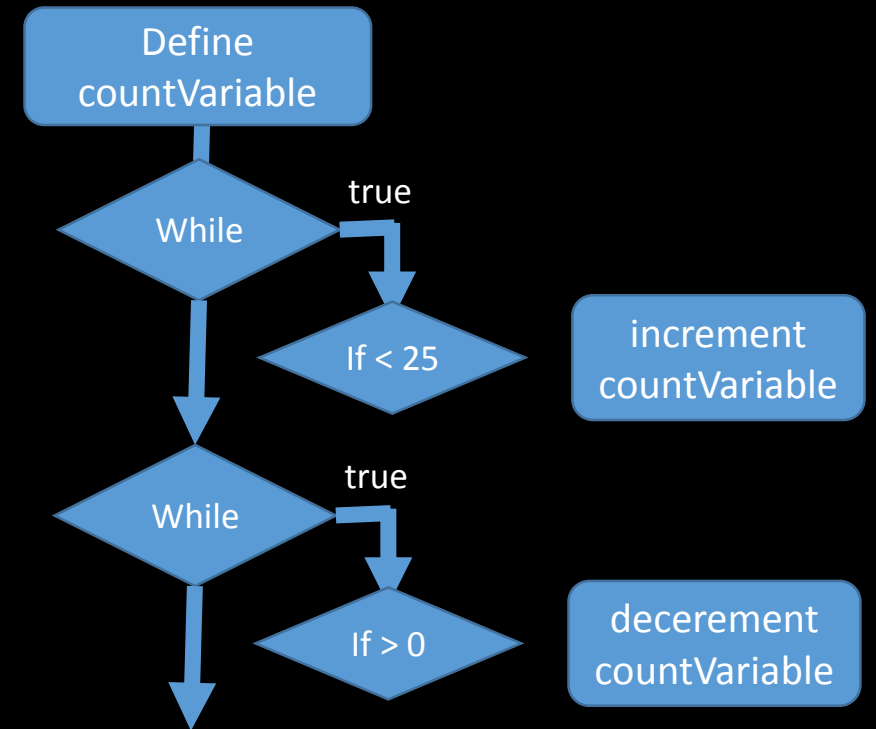 Define
countVariable
true
While
If < 25
increment
countVariable
true
While
If > 0
decerement
countVariable